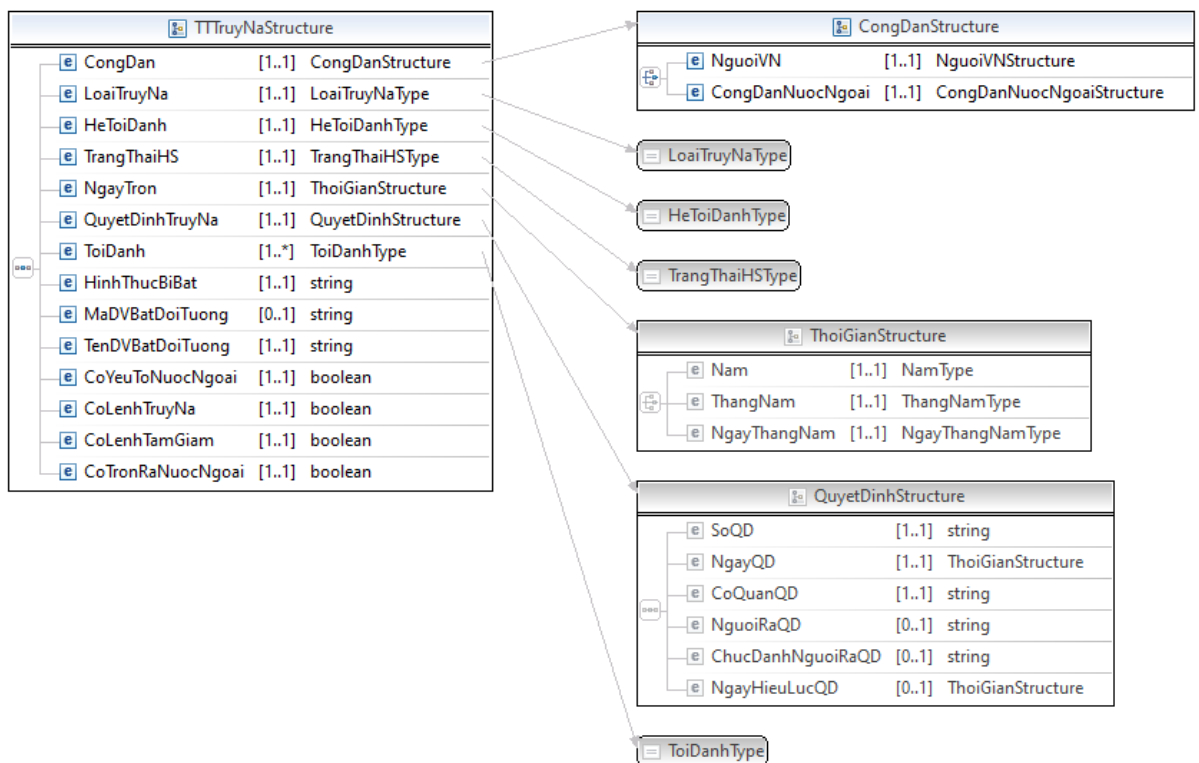 TTTruyNaStructure
CongDan [1..1] CongDanStructure
LoaiTruyNa [1..1] LoaiTruyNaType
HeToiDanh [1..1] HeToiDanhType
TrangThaiHS [1..1] TrangThaiHSType
NgayTron [1..1] ThoiGianStructure
QuyetDinhTruyNa [1..1] QuyetDinhStructure
ToiDanh [1..*] ToiDanhType
HinhThucBiBat [1..1] string
MaDVBatDoiTuong [0..1] string
TenDVBatDoiTuong [1..1] string
CoYeuToNuocNgoai [1..1] boolean
CoLenhTruyNa [1..1] boolean
CoLenhTamGiam [1..1] boolean
CoTronRaNuocNgoai [1..1] boolean
CongDanStructure
NguoiVN [1..1] NguoiVNStructure
CongDanNuocNgoai [1..1] CongDanNuocNgoaiStructure
LoaiTruyNaType
HeToiDanhType
TrangThaiHSType
ThoiGianStructure
Nam [1..1] NamType
ThangNam [1..1] ThangNamType
NgayThangNam [1..1] NgayThangNamType
QuyetDinhStructure
SoQD [1..1] string
NgayQD [1..1] ThoiGianStructure
CoQuanQD [1..1] string
NguoiRaQD [0..1] string
ChucDanhNguoiRaQD [0..1] string
NgayHieuLucQD [0..1] ThoiGianStructure
ToiDanhType